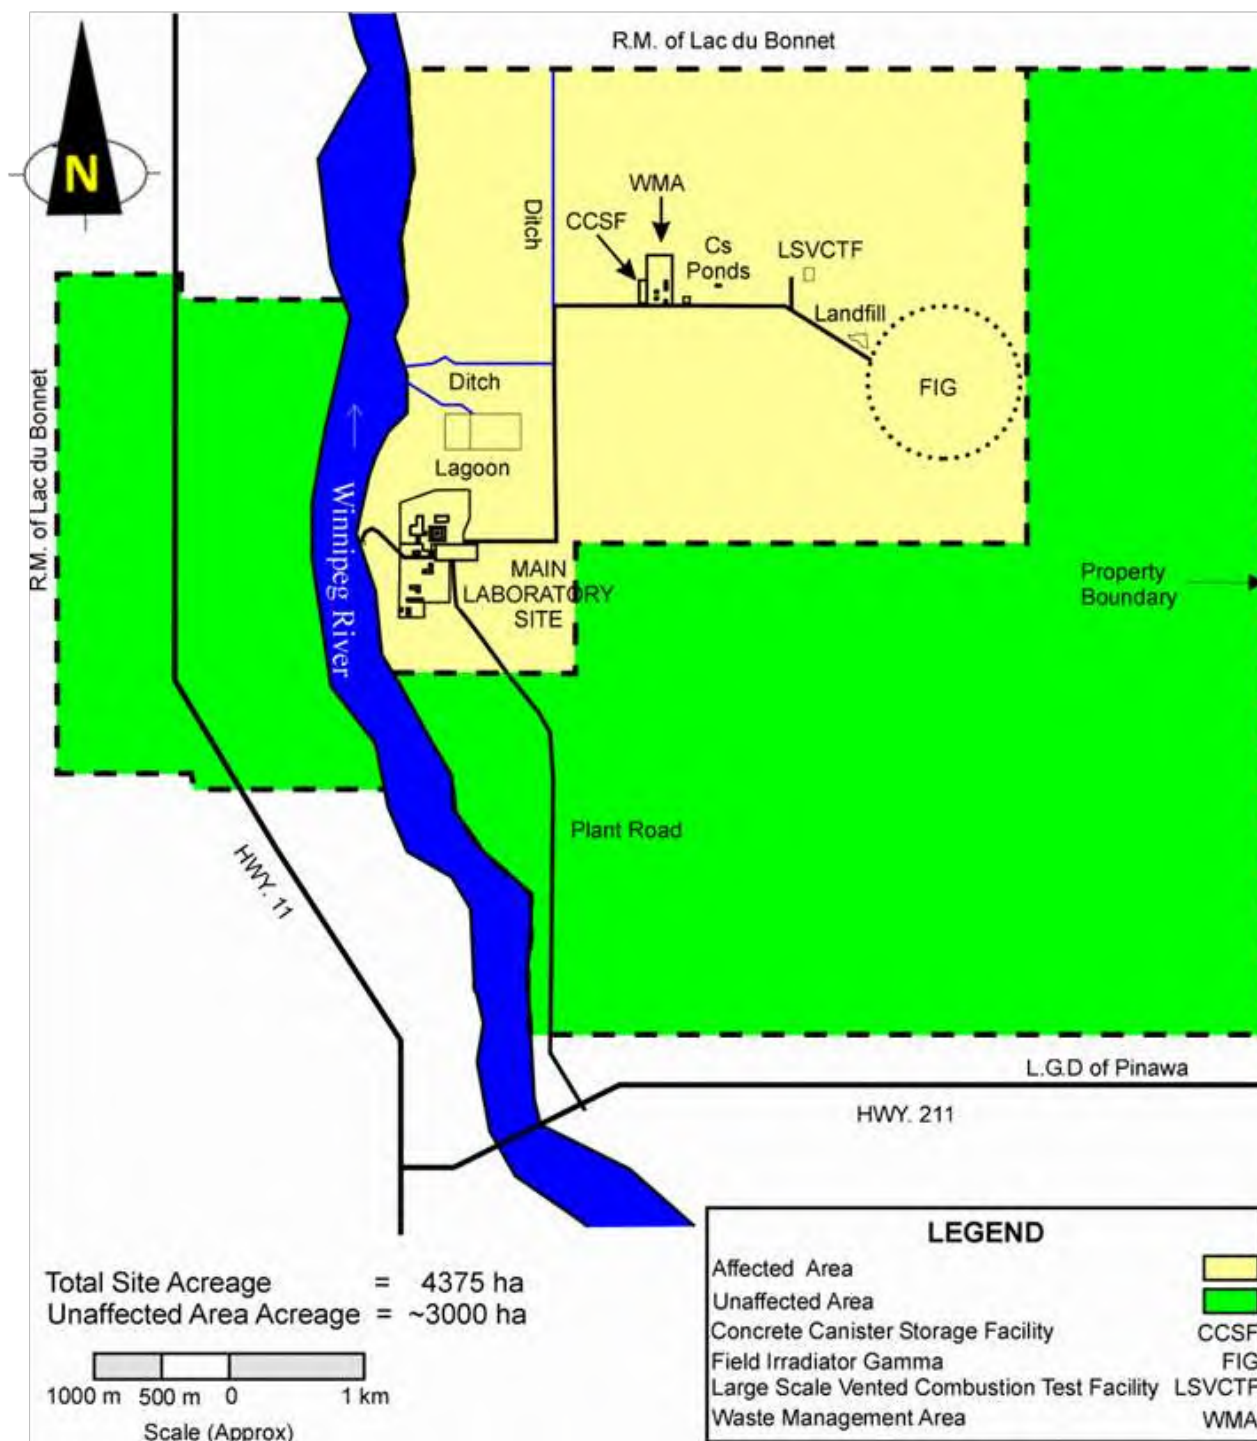 R.M. of Lac du Bonnet
N
WMA
CCSF
Ditch
Cs
Ponds
LSVCTF
Landfill
FIG
R.M. of Lac du Bonnet
Ditch
Lagoon
Winnipeg River
MAIN
LABORATORY
SITE
Property
Boundary
Plant Road
HWY. 11
L.G.D of Pinawa
HWY. 211
LEGEND
Affected Area
Unaffected Area
Concrete Canister Storage Facility CCSF
Field Irradiator Gamma FIG
Large Scale Vented Combustion Test Facility LSVCTF
Waste Management Area WMA
Total Site Acreage = 4375 ha
Unaffected Area Acreage = ~3000 ha
1000 m 500 m 0 1 km
Scale (Approx)